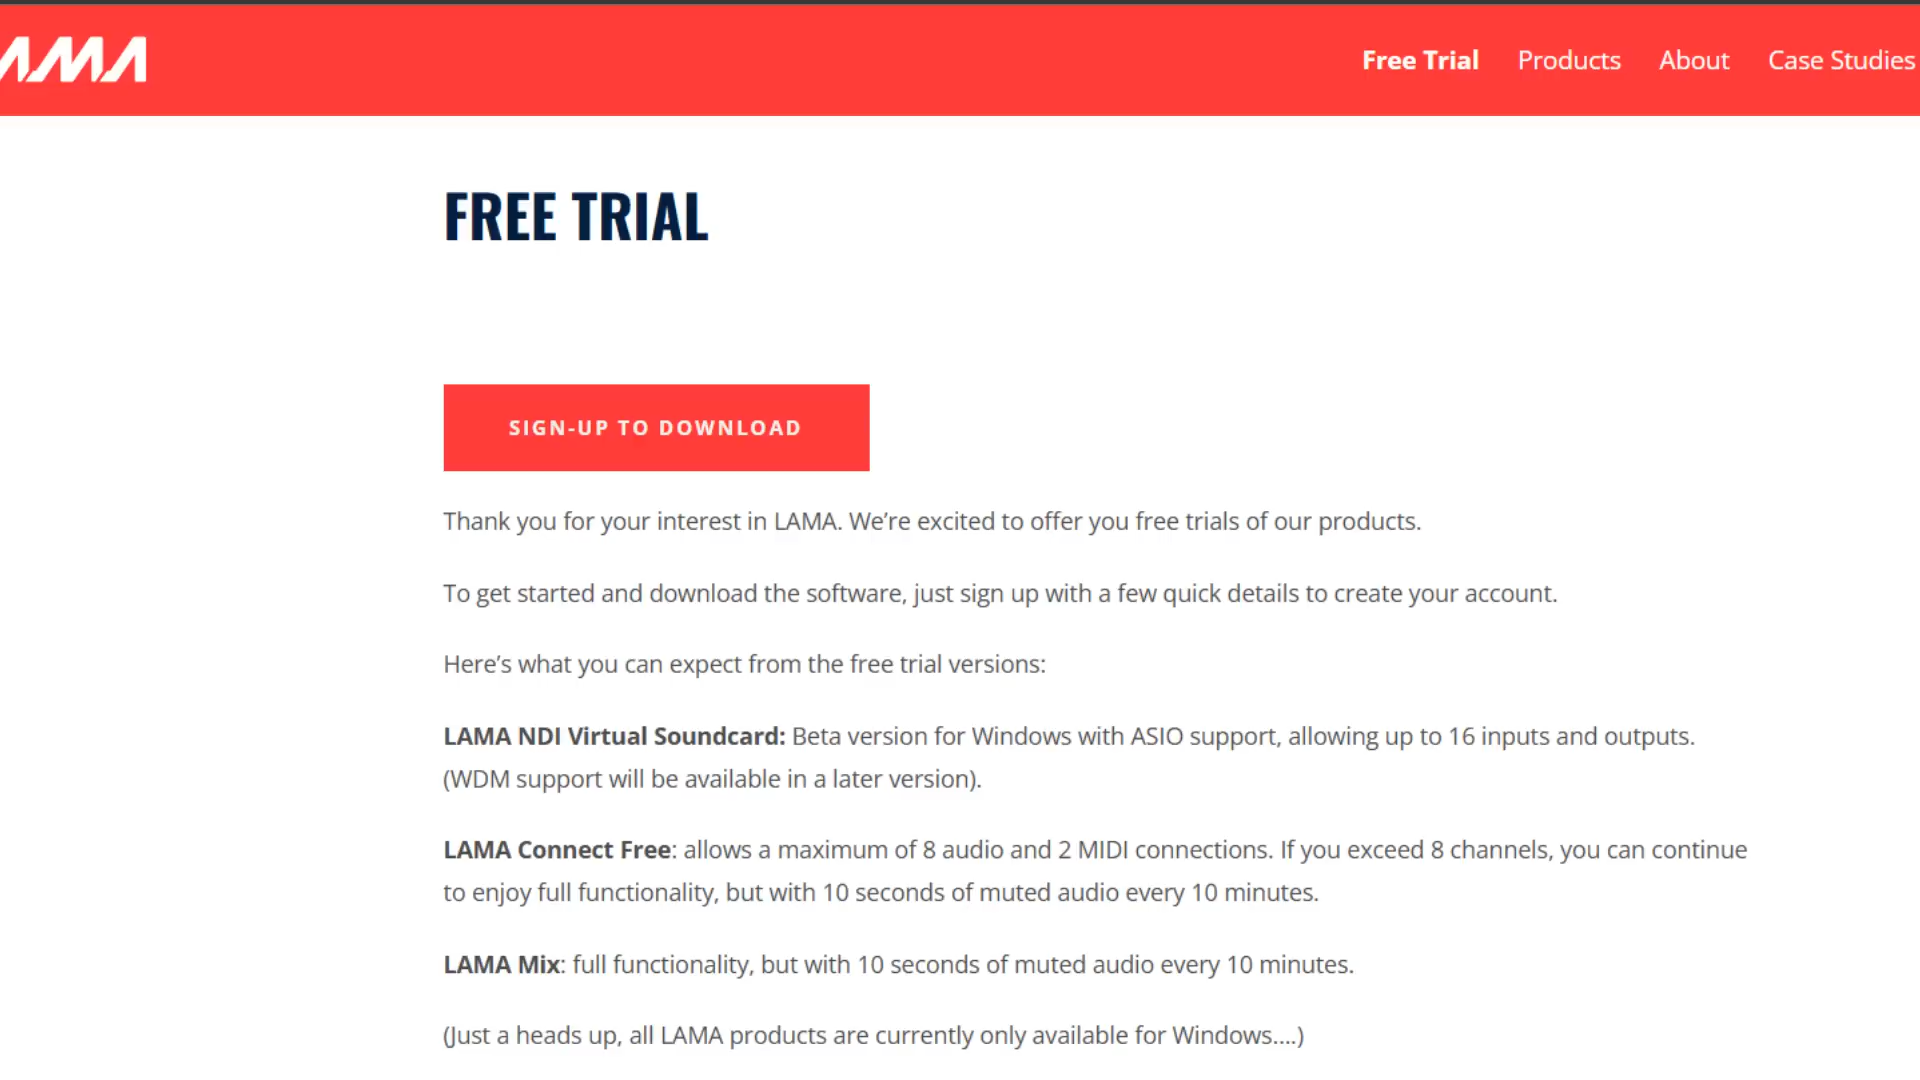 LAMA
Free Trial Products About Case Studies
FREE TRIAL
SIGN-UP TO DOWNLOAD
Thank you for your interest in LAMA. We’re excited to offer you free trials of our products.
To get started and download the software, just sign up with a few quick details to create your account.
Here’s what you can expect from the free trial versions:
LAMA NDI Virtual Soundcard: Beta version for Windows with ASIO support, allowing up to 16 inputs and outputs.
(WDM support will be available in a later version).
LAMA Connect Free: allows a maximum of 8 audio and 2 MIDI connections. If you exceed 8 channels, you can continue
to enjoy full functionality, but with 10 seconds of muted audio every 10 minutes.
LAMA Mix: full functionality, but with 10 seconds of muted audio every 10 minutes.
(Just a heads up, all LAMA products are currently only available for Windows....)